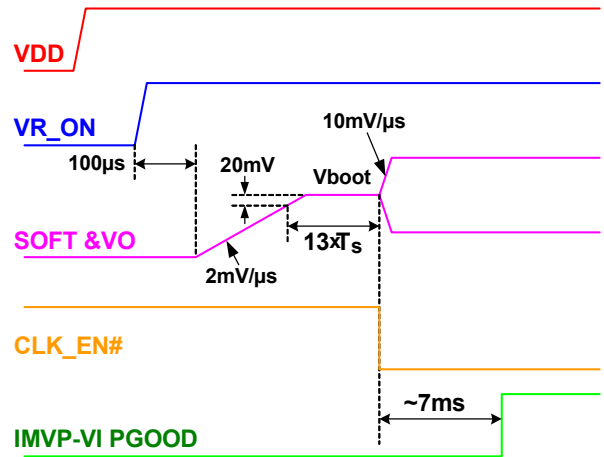 VDD
VR_ON
10mV/µs
100µs
20mV
Vboot
SOFT &VO
2mV/µs
13xTs
CLK_EN#
~7ms
IMVP-VI PGOOD